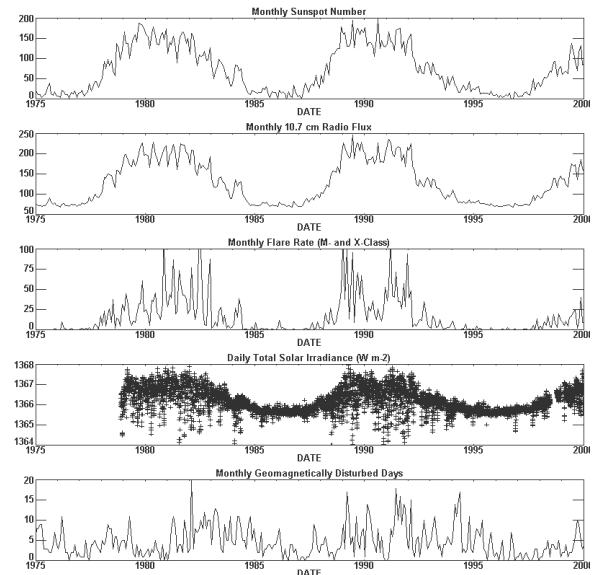 Monthly Sunspot Number
200
150
100
50
0
1975 1980 1985 1990 1995 2000
DATE
Monthly 10.7 cm Radio Flux
250
200
150
100
50
1975 1980 1985 1990 1995 2000
DATE
Monthly Flare Rate (M- and X-Class)
100
75
50
25
0
1975 1980 1985 1990 1995 2000
DATE
Daily Total Solar Irradiance (W m-2)
1368
1367
1366
1365
1364
1975 1980 1985 1990 1995 2000
DATE
Monthly Geomagnetically Disturbed Days
20
15
10
5
0
1975 1980 1985 1990 1995 2000
DATE